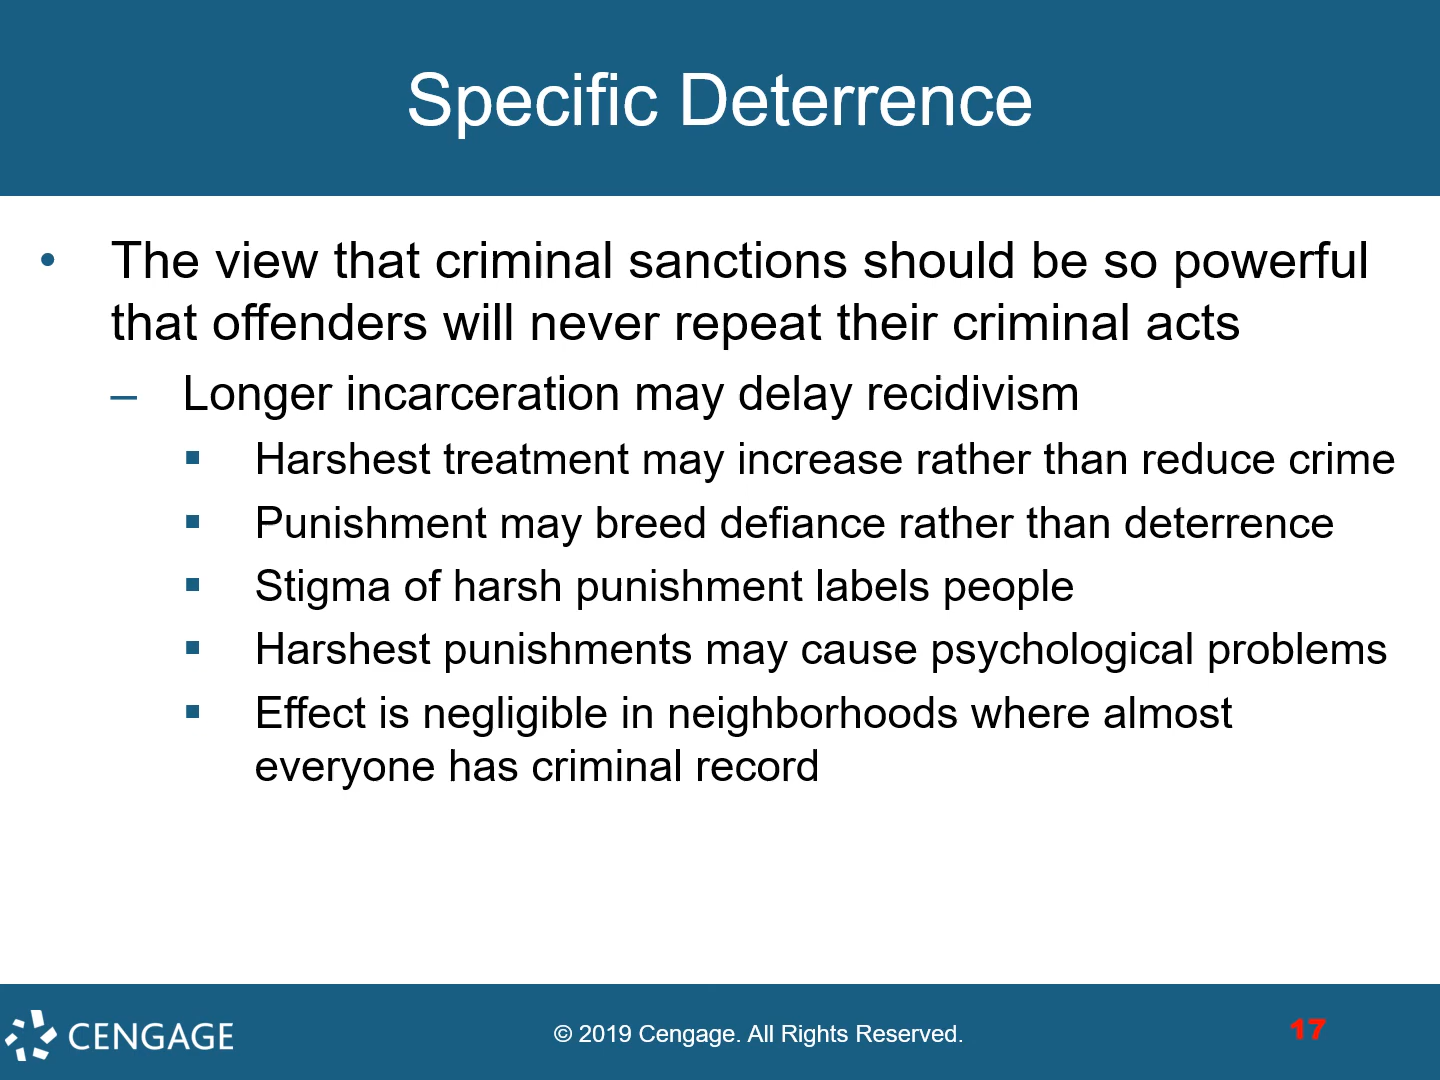 Specific Deterrence
• The view that criminal sanctions should be so powerful
that offenders will never repeat their criminal acts
– Longer incarceration may delay recidivism
▪ Harshest treatment may increase rather than reduce crime
▪ Punishment may breed defiance rather than deterrence
▪ Stigma of harsh punishment labels people
▪ Harshest punishments may cause psychological problems
▪ Effect is negligible in neighborhoods where almost
everyone has criminal record
CENGAGE
© 2019 Cengage. All Rights Reserved.
17